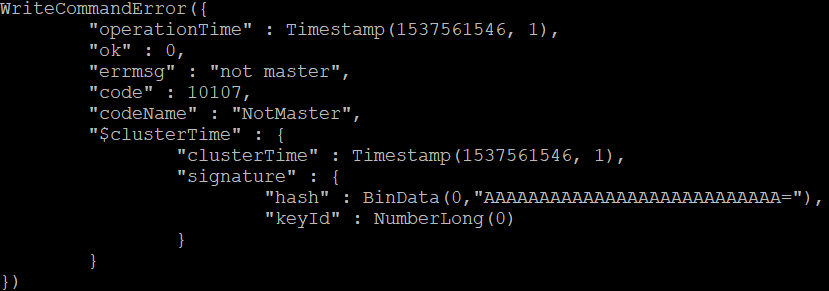 WriteCommandError({
        "operationTime" : Timestamp(1537561546, 1),
        "ok" : 0,
        "errmsg" : "not master",
        "code" : 10107,
        "codeName" : "NotMaster",
        "$clusterTime" : {
                "clusterTime" : Timestamp(1537561546, 1),
                "signature" : {
                        "hash" : BinData(0,"AAAAAAAAAAAAAAAAAAAAAAAAAAA="),
                        "keyId" : NumberLong(0)
                }
        }
})